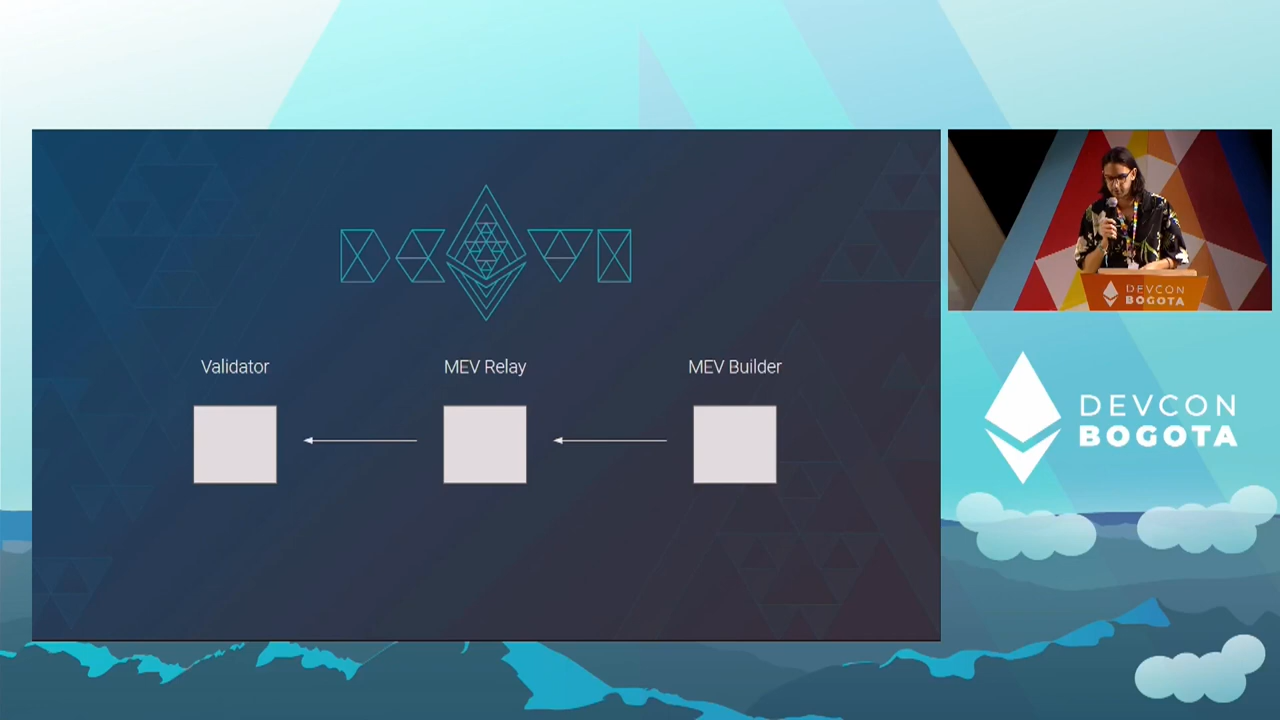 Validator
MEV Relay
MEV Builder
DEVCON
BOGOTA
DEVCON
BOGOTA